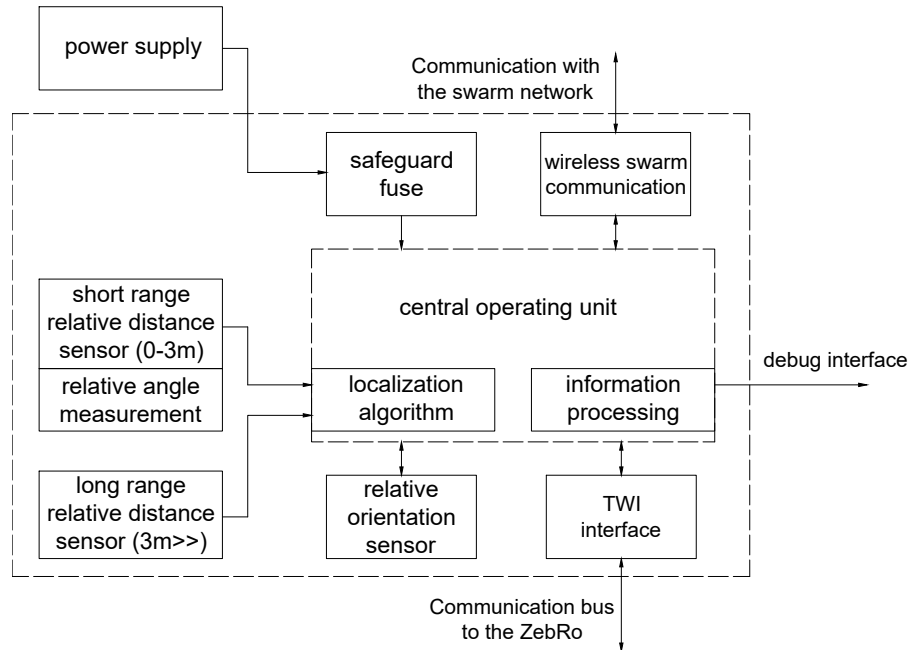 power supply
Communication with
the swarm network
safeguard
fuse
wireless swarm
communication
short range
relative distance
sensor (0-3m)
relative angle
measurement
central operating unit
localization
algorithm
information
processing
debug interface
long range
relative distance
sensor (3m>>)
relative
orientation
sensor
TWI
interface
Communication bus
to the ZebRo